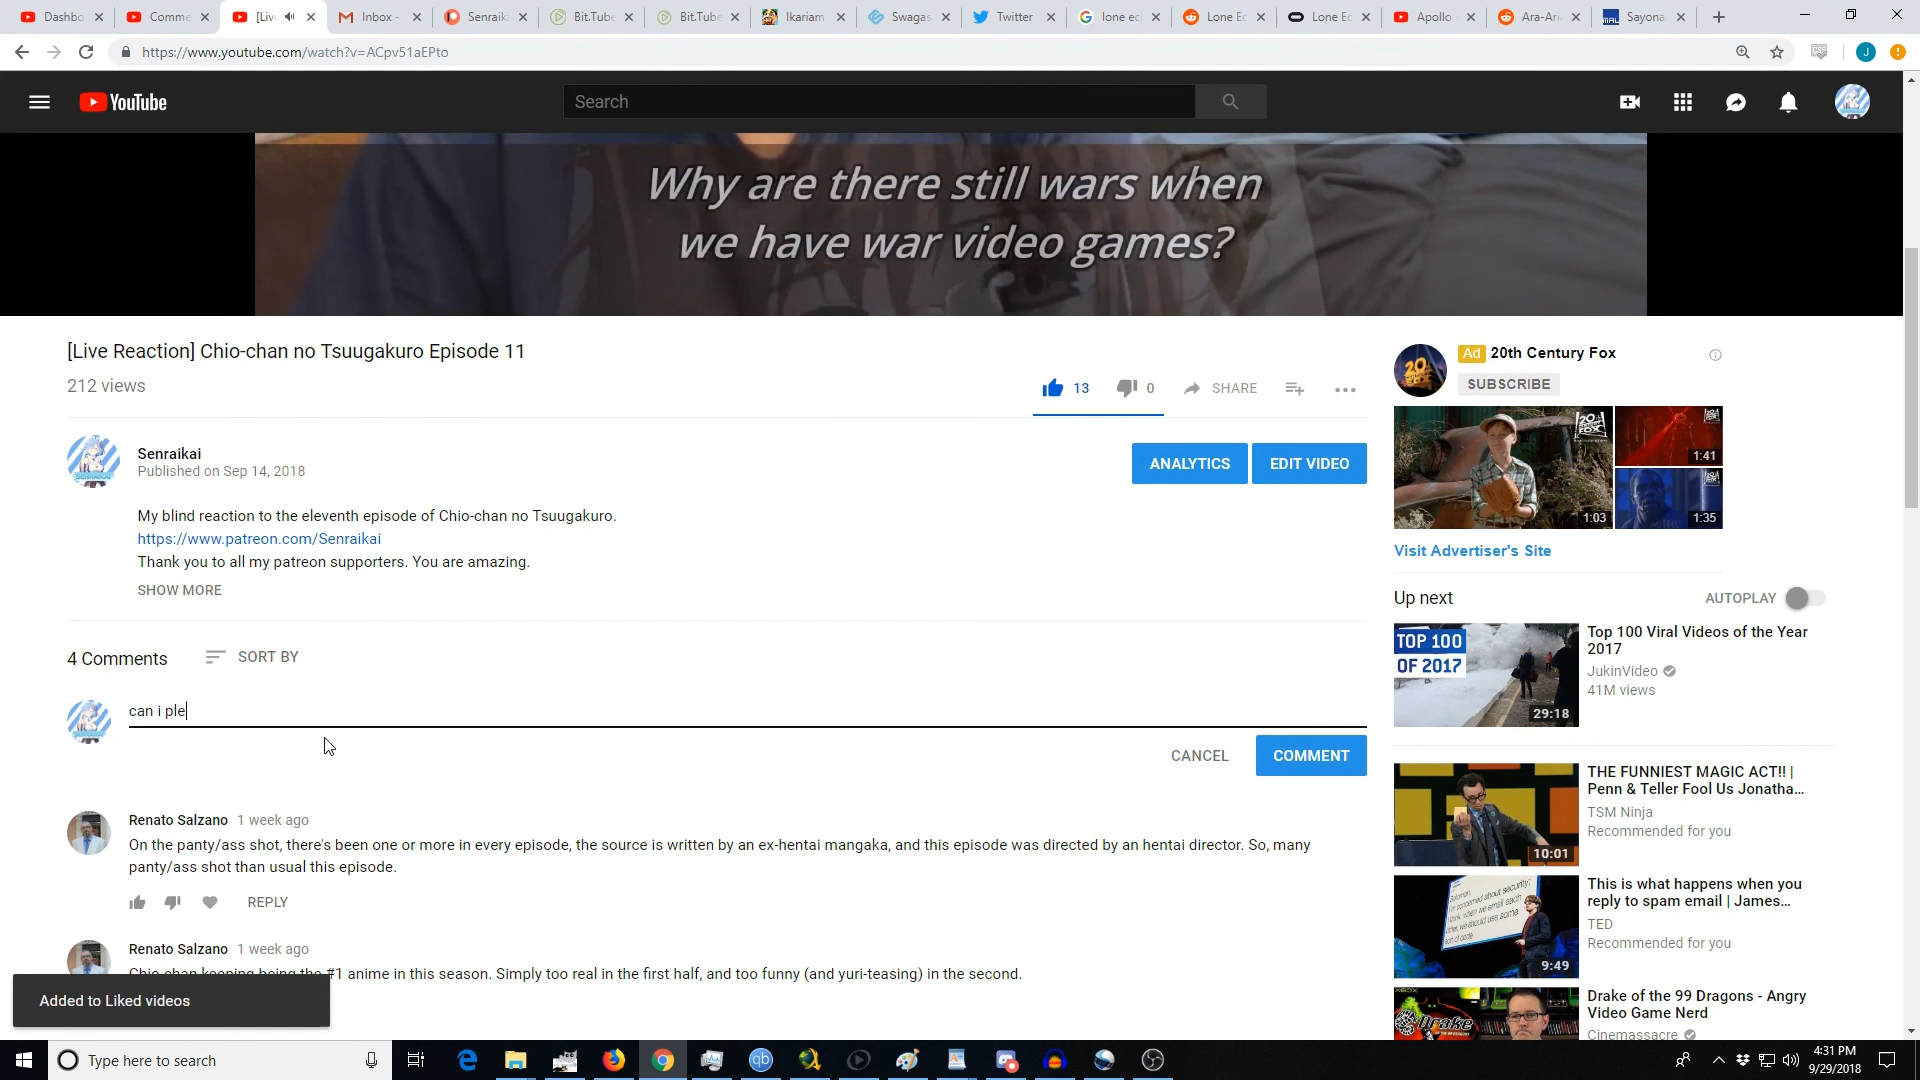 Dashbo
Comme
[Liv
Inbox -
Senraika
Bit.Tube
Bit.Tube
Ikariam
Swagas
Twitter
lone ec
Lone Ec
Lone Ec
Apollo -
Ara-Ara
Sayona
https://www.youtube.com/watch?v=ACpv51aEPto
J
YouTube
Search
Why are there still wars when
we have war video games?
[Live Reaction] Chio-chan no Tsuugakuro Episode 11
212 views
13
0
SHARE
Senraikai
Published on Sep 14, 2018
ANALYTICS
EDIT VIDEO
My blind reaction to the eleventh episode of Chio-chan no Tsuugakuro.
https://www.patreon.com/Senraikai
Thank you to all my patreon supporters. You are amazing.
SHOW MORE
4 Comments
SORT BY
can i ple
CANCEL
COMMENT
Renato Salzano 1 week ago
On the panty/ass shot, there's been one or more in every episode, the source is written by an ex-hentai mangaka, and this episode was directed by an hentai director. So, many
panty/ass shot than usual this episode.
REPLY
Renato Salzano 1 week ago
Chio-chan keeping being the #1 anime in this season. Simply too real in the first half, and too funny (and yuri-teasing) in the second.
Added to Liked videos
Ad 20th Century Fox
SUBSCRIBE
1:03
1:41
1:35
Visit Advertiser's Site
Up next
AUTOPLAY
TOP 100
OF 2017
29:18
Top 100 Viral Videos of the Year
2017
JukinVideo
41M views
10:01
THE FUNNIEST MAGIC ACT!! |
Penn & Teller Fool Us Jonatha...
TSM Ninja
Recommended for you
9:49
This is what happens when you
reply to spam email | James...
TED
Recommended for you
Drake of the 99 Dragons - Angry
Video Game Nerd
Cinemassacre
Type here to search
4:31 PM
9/29/2018